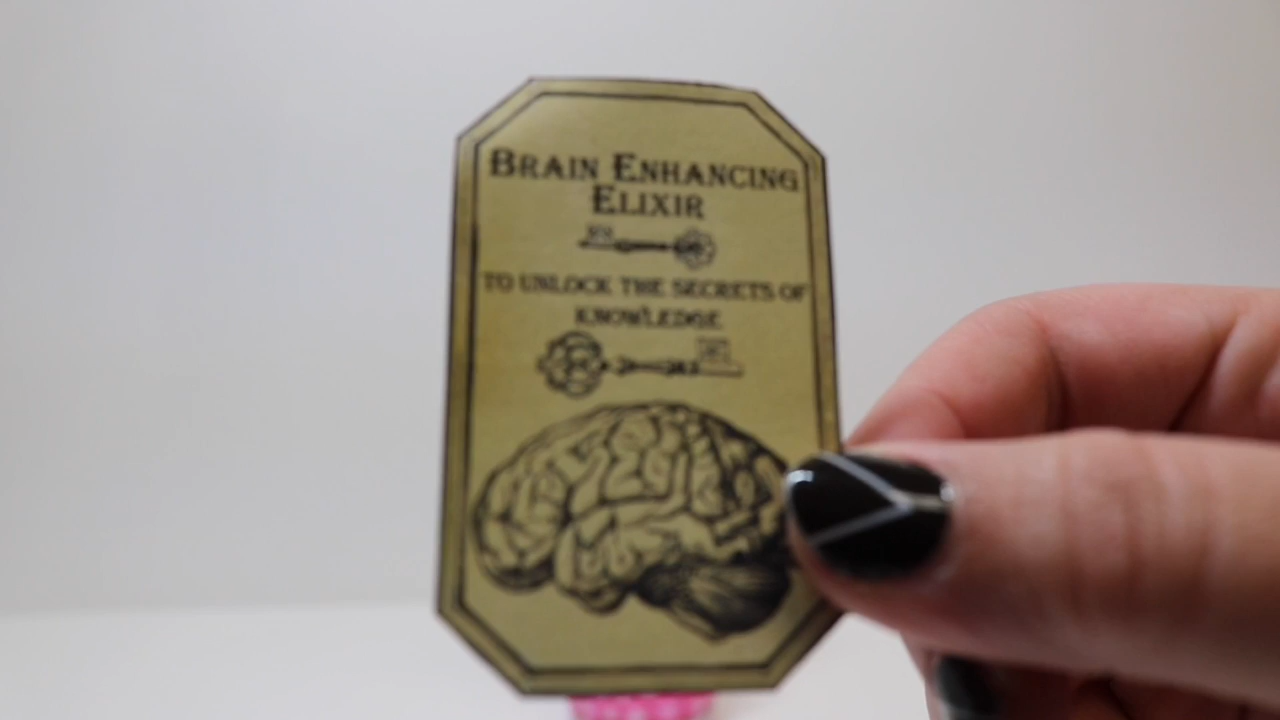 BRAIN ENHANCING
ELIXIR
TO UNLOCK THE SECRETS OF
KNOWLEDGE